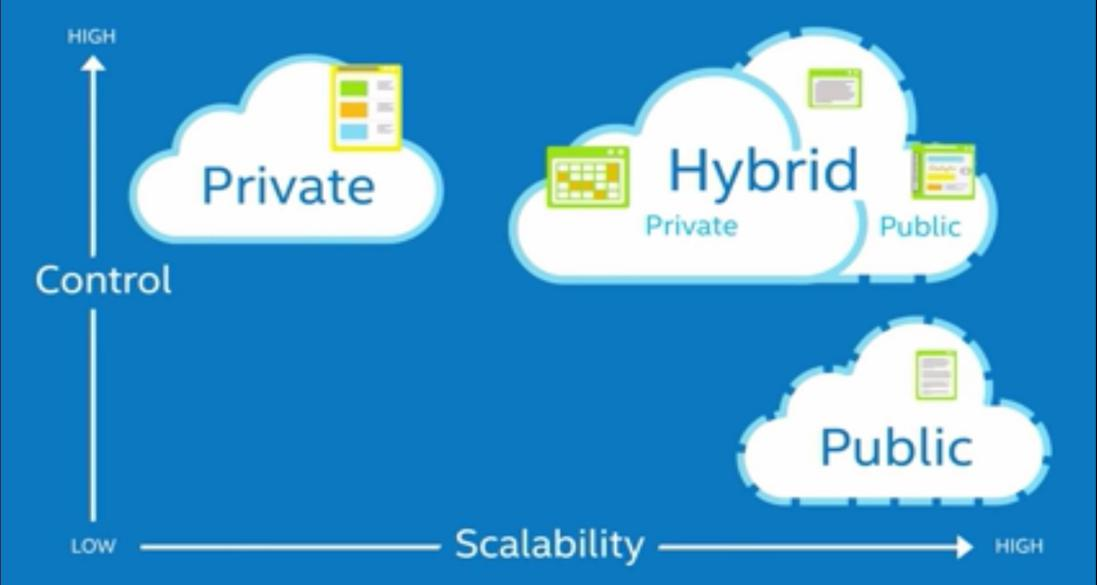 HIGH
Private
Hybrid
Private
Public
Control
Public
LOW
Scalability
HIGH